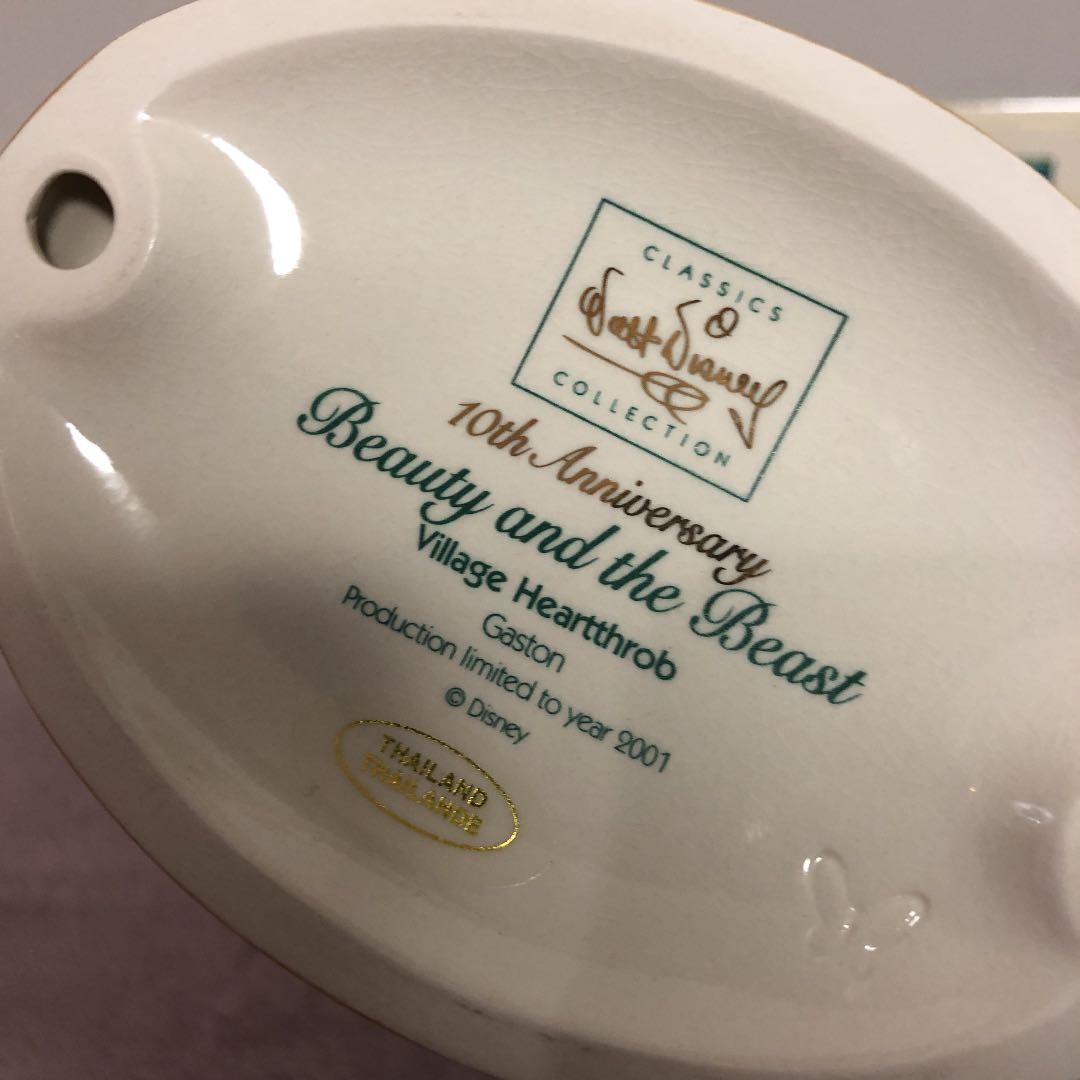 CLASSICS
Walt Disney
COLLECTION
10th Anniversary
Beauty and the Beast
Village Heartthrob
Gaston
Production limited to year 2001
© Disney
THAILAND
THAILANDE